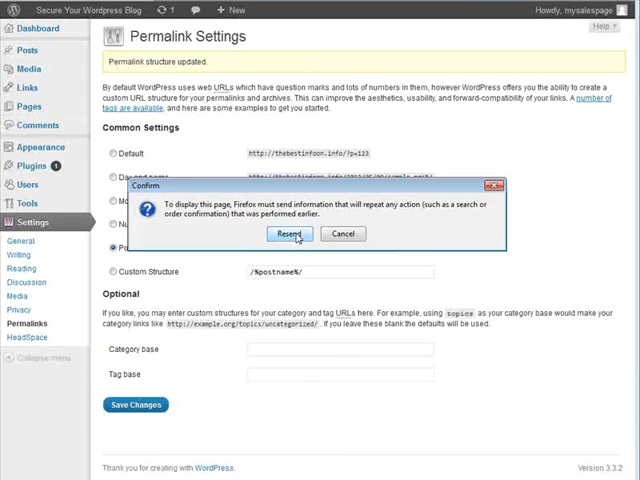 Secure Your Wordpress Blog 1 + New Howdy, mysalespage
Dashboard
Posts
Media
Links
Pages
Comments
Appearance
Plugins 1
Users
Tools
Settings
General
Writing
Reading
Discussion
Media
Privacy
Permalinks
HeadSpace
Collapse menu
Help
Permalink Settings
Permalink structure updated.
By default WordPress uses web URLs which have question marks and lots of numbers in them, however WordPress offers you the ability to create a
custom URL structure for your permalinks and archives. This can improve the aesthetics, usability, and forward-compatibility of your links. A number of
tags are available, and here are some examples to get you started.
Common Settings
Default http://thebestinfoon.info/?p=123
Day and name
Confirm
To display this page, Firefox must send information that will repeat any action (such as a search or
order confirmation) that was performed earlier.
Resend Cancel
Custom Structure /%postname%/
Optional
If you like, you may enter custom structures for your category and tag URLs here. For example, using topics as your category base would make your
category links like http://example.org/topics/uncategorized/ . If you leave these blank the defaults will be used.
Category base
Tag base
Save Changes
Thank you for creating with WordPress. Version 3.3.2